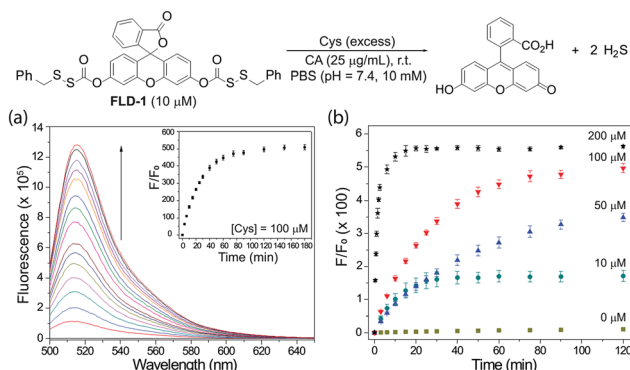 O
O
Cys (excess)
CA (25 µg/mL), r.t.
PBS (pH = 7.4, 10 mM)
CO₂H
+ 2 H₂S
Ph S S O O O O O S S Ph
HO O O
FLD-1 (10 µM)
(a)
14
12
10
8
6
4
2
0
Fluorescence (x 10⁵)
500 520 540 560 580 600 620 640
Wavelength (nm)
600
500
400
300
200
100
0
F/F₀
[Cys] = 100 µM
0 20 40 60 80 100 120 140 160 180
Time (min)
(b)
6
5
4
3
2
1
0
F/F₀ (x 100)
200 µM
100 µM
50 µM
10 µM
0 µM
0 20 40 60 80 100 120
Time (min)